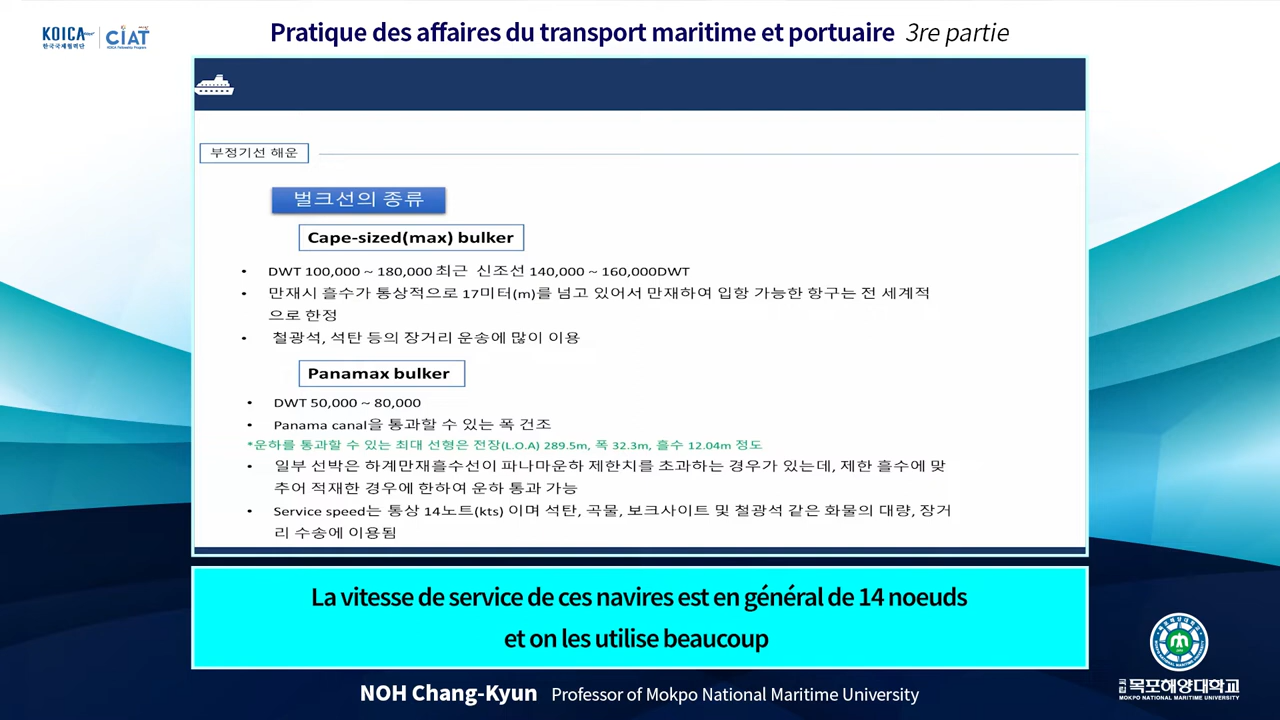 KOICA
한국국제협력단
CIAT
KOICA Fellowship Program
Pratique des affaires du transport maritime et portuaire 3re partie
부정기선 해운
벌크선의 종류
Cape-sized(max) bulker
• DWT 100,000 ~ 180,000 최근 신조선 140,000 ~ 160,000DWT
• 만재시 흘수가 통상적으로 17미터(m)를 넘고 있어서 만재하여 입항 가능한 항구는 전 세계적
으로 한정
• 철광석, 석탄 등의 장거리 운송에 많이 이용
Panamax bulker
• DWT 50,000 ~ 80,000
• Panama canal을 통과할 수 있는 폭 건조
*운하를 통과할 수 있는 최대 선형은 전장(L.O.A) 289.5m, 폭 32.3m, 흘수 12.04m 정도
• 일부 선박은 하계만재흘수선이 파나마운하 제한치를 초과하는 경우가 있는데, 제한 흘수에 맞
추어 적재한 경우에 한하여 운하 통과 가능
• Service speed는 통상 14노트(kts) 이며 석탄, 곡물, 보크사이트 및 철광석 같은 화물의 대량, 장거
리 수송에 이용됨
La vitesse de service de ces navires est en général de 14 noeuds
et on les utilise beaucoup
NOH Chang-Kyun Professor of Mokpo National Maritime University
국립 목포해양대학교
MOKPO NATIONAL MARITIME UNIVERSITY